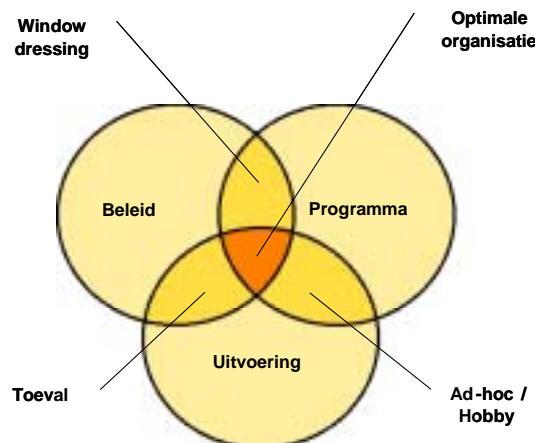 Window
dressing
Optimale
organisatie
Beleid
Programma
Uitvoering
Toeval
Ad-hoc /
Hobby